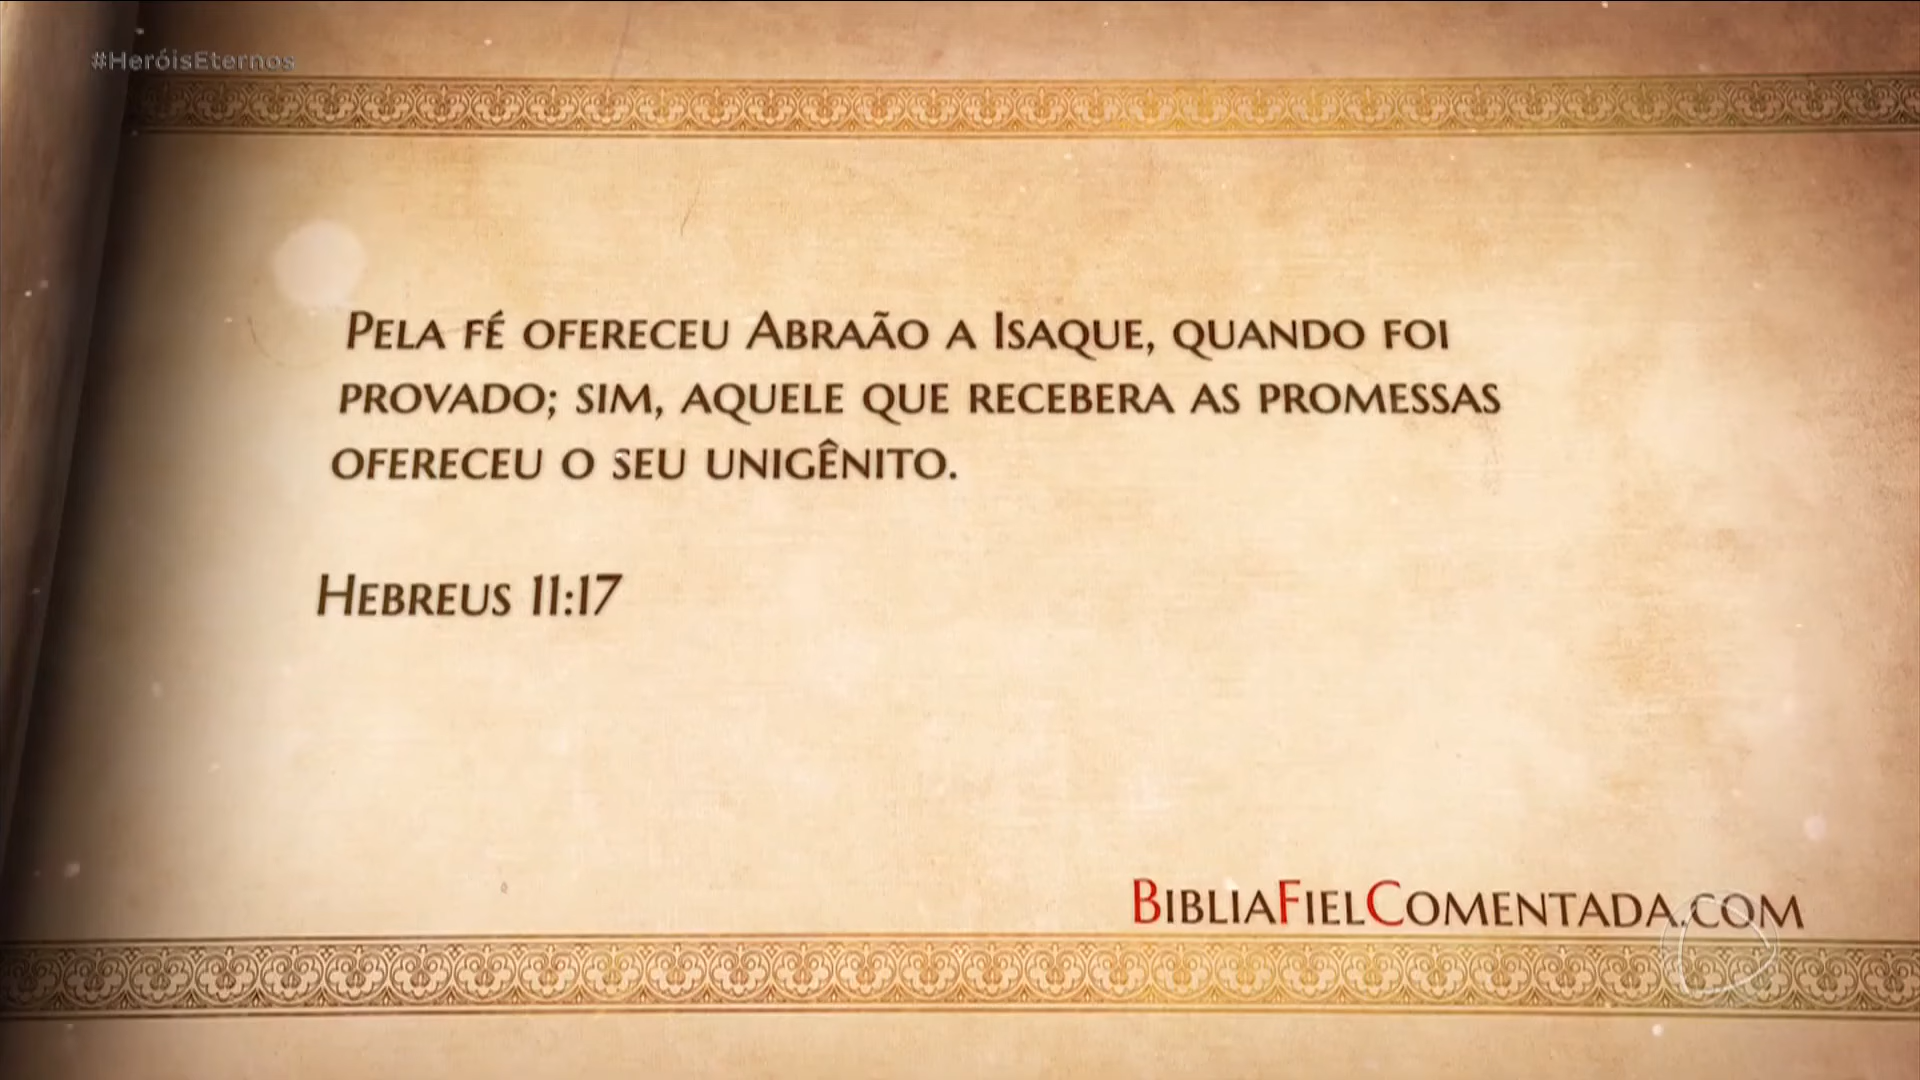 #HeróisEternos
Pela fé ofereceu Abraão a Isaque, quando foi
provado; sim, aquele que recebera as promessas
ofereceu o seu unigênito.
Hebreus 11:17
BibliaFielComentada.com